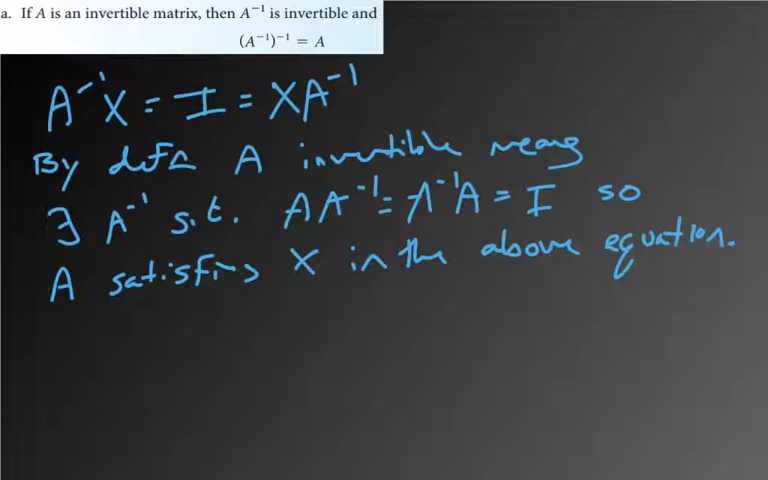 a. If A is an invertible matrix, then A⁻¹ is invertible and
(A⁻¹)⁻¹ = A
A⁻¹X = I = XA⁻¹
By defn A invertible means
∃ A⁻¹ s.t. AA⁻¹ = A⁻¹A = I so
A satisfies X in the above equation.